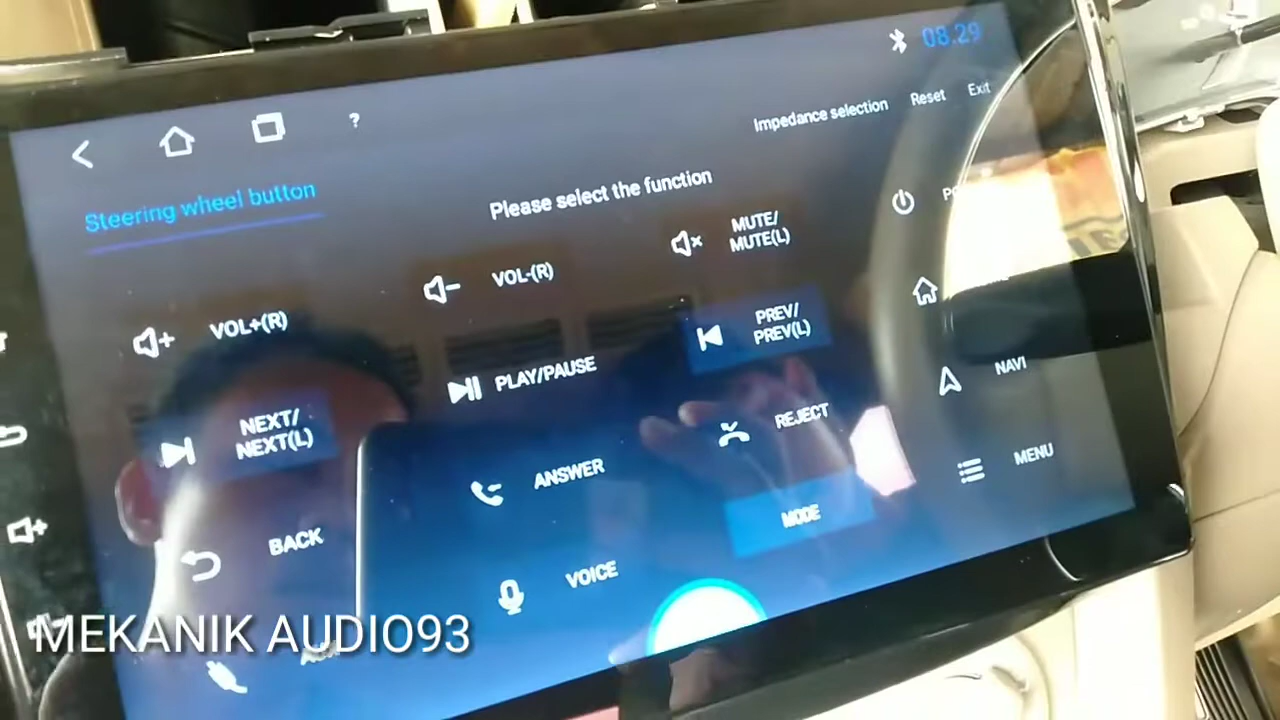 08.29
?
Impedance selection Reset Exit
Steering wheel button
Please select the function
VOL+(R)
VOL-(R)
MUTE/
MUTE(L)
NEXT/
NEXT(L)
PLAY/PAUSE
PREV/
PREV(L)
NAVI
BACK
ANSWER
REJECT
MENU
VOICE
MODE
MEKANIK AUDIO93